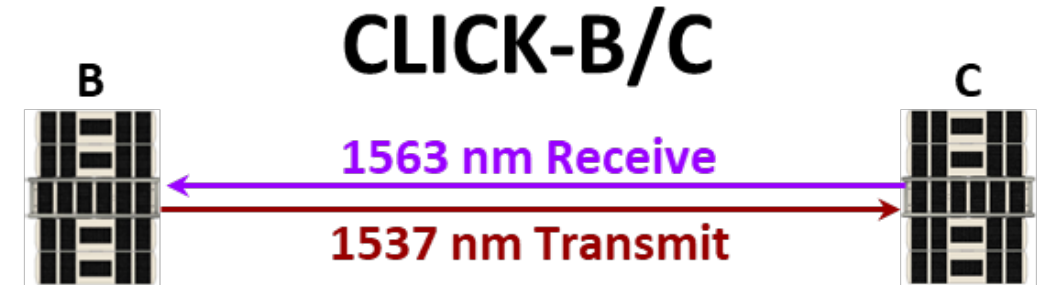 CLICK-B/C
B
C
1563 nm Receive
1537 nm Transmit